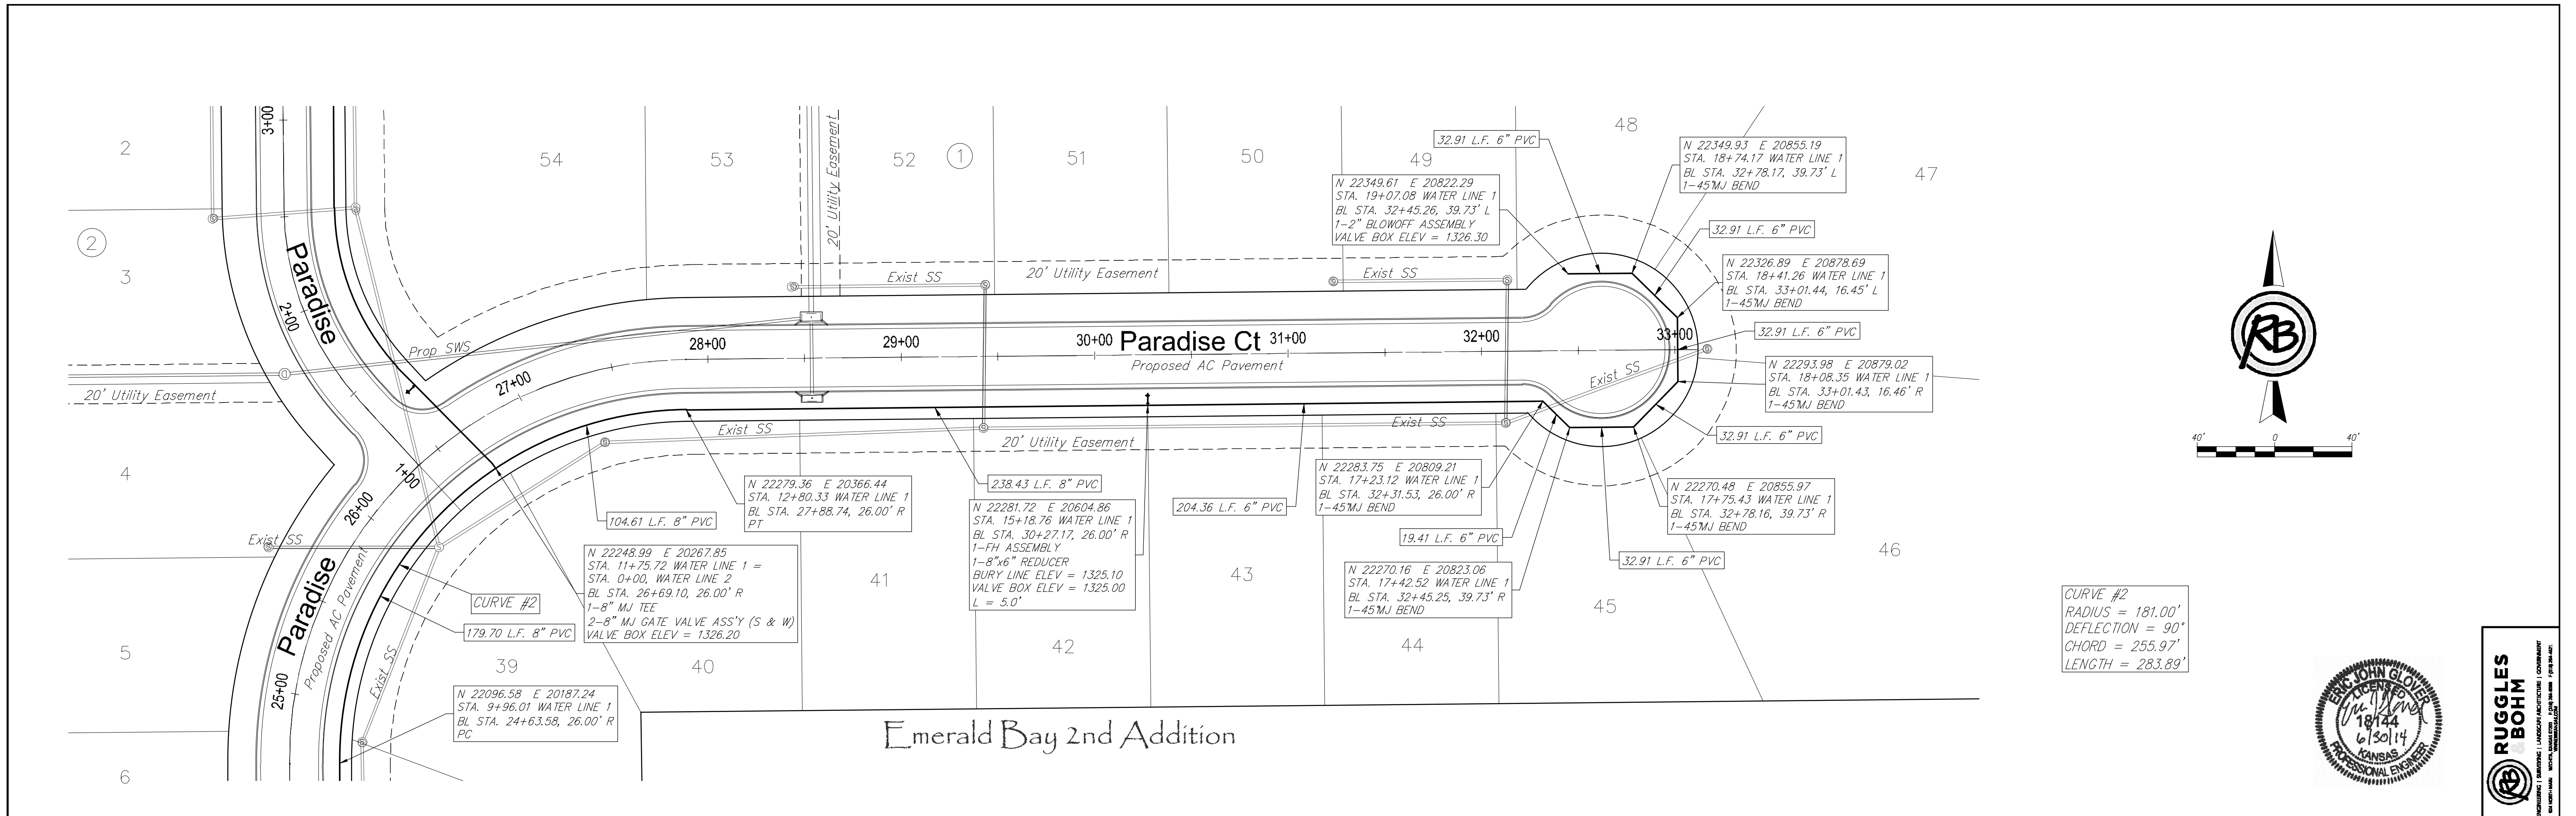 2
3+00
54
53
52
1
51
50
49
48
47
20' Utility Easement
32.91 L.F. 6" PVC
N 22349.93 E 20855.19
STA. 18+74.17 WATER LINE 1
BL STA. 32+78.17, 39.73' L
1-45°MJ BEND
N 22349.61 E 20822.29
STA. 19+07.08 WATER LINE 1
BL STA. 32+45.26, 39.73' L
1-2" BLOWOFF ASSEMBLY
VALVE BOX ELEV = 1326.30
32.91 L.F. 6" PVC
2
3
Paradise
2+00
Exist SS
20' Utility Easement
Exist SS
N 22326.89 E 20878.69
STA. 18+41.26 WATER LINE 1
BL STA. 33+01.44, 16.45' L
1-45°MJ BEND
RB
Prop SWS
28+00
29+00
30+00
Paradise Ct
31+00
32+00
33+00
32.91 L.F. 6" PVC
Proposed AC Pavement
27+00
20' Utility Easement
Exist SS
N 22293.98 E 20879.02
STA. 18+08.35 WATER LINE 1
BL STA. 33+01.43, 16.46' R
1-45°MJ BEND
Exist SS
20' Utility Easement
Exist SS
32.91 L.F. 6" PVC
40' 0 40'
4
1+00
26+00
N 22279.36 E 20366.44
STA. 12+80.33 WATER LINE 1
BL STA. 27+88.74, 26.00' R
PT
238.43 L.F. 8" PVC
N 22283.75 E 20809.21
STA. 17+23.12 WATER LINE 1
BL STA. 32+31.53, 26.00' R
1-45°MJ BEND
N 22270.48 E 20855.97
STA. 17+75.43 WATER LINE 1
BL STA. 32+78.16, 39.73' R
1-45°MJ BEND
104.61 L.F. 8" PVC
N 22281.72 E 20604.86
STA. 15+18.76 WATER LINE 1
BL STA. 30+27.17, 26.00' R
1-FH ASSEMBLY
1-8"x6" REDUCER
BURY LINE ELEV = 1325.10
VALVE BOX ELEV = 1325.00
L = 5.0'
204.36 L.F. 6" PVC
19.41 L.F. 6" PVC
Exist SS
N 22248.99 E 20267.85
STA. 11+75.72 WATER LINE 1 =
STA. 0+00, WATER LINE 2
BL STA. 26+69.10, 26.00' R
1-8" MJ TEE
2-8" MJ GATE VALVE ASS'Y (S & W)
VALVE BOX ELEV = 1326.20
41
43
46
32.91 L.F. 6" PVC
N 22270.16 E 20823.06
STA. 17+42.52 WATER LINE 1
BL STA. 32+45.25, 39.73' R
1-45°MJ BEND
45
Paradise
Proposed AC Pavement
CURVE #2
179.70 L.F. 8" PVC
CURVE #2
RADIUS = 181.00'
DEFLECTION = 90°
CHORD = 255.97'
LENGTH = 283.89'
5
39
40
42
44
25+00
Exist SS
N 22096.58 E 20187.24
STA. 9+96.01 WATER LINE 1
BL STA. 24+63.58, 26.00' R
PC
Emerald Bay 2nd Addition
6
ERIC JOHN GLOVER
LICENSED
18144
6/30/14
KANSAS
PROFESSIONAL ENGINEER
RUGGLES
& BOHM
RB
ENGINEERING | SURVEYING | LANDSCAPE ARCHITECTURE | GOVERNMENT